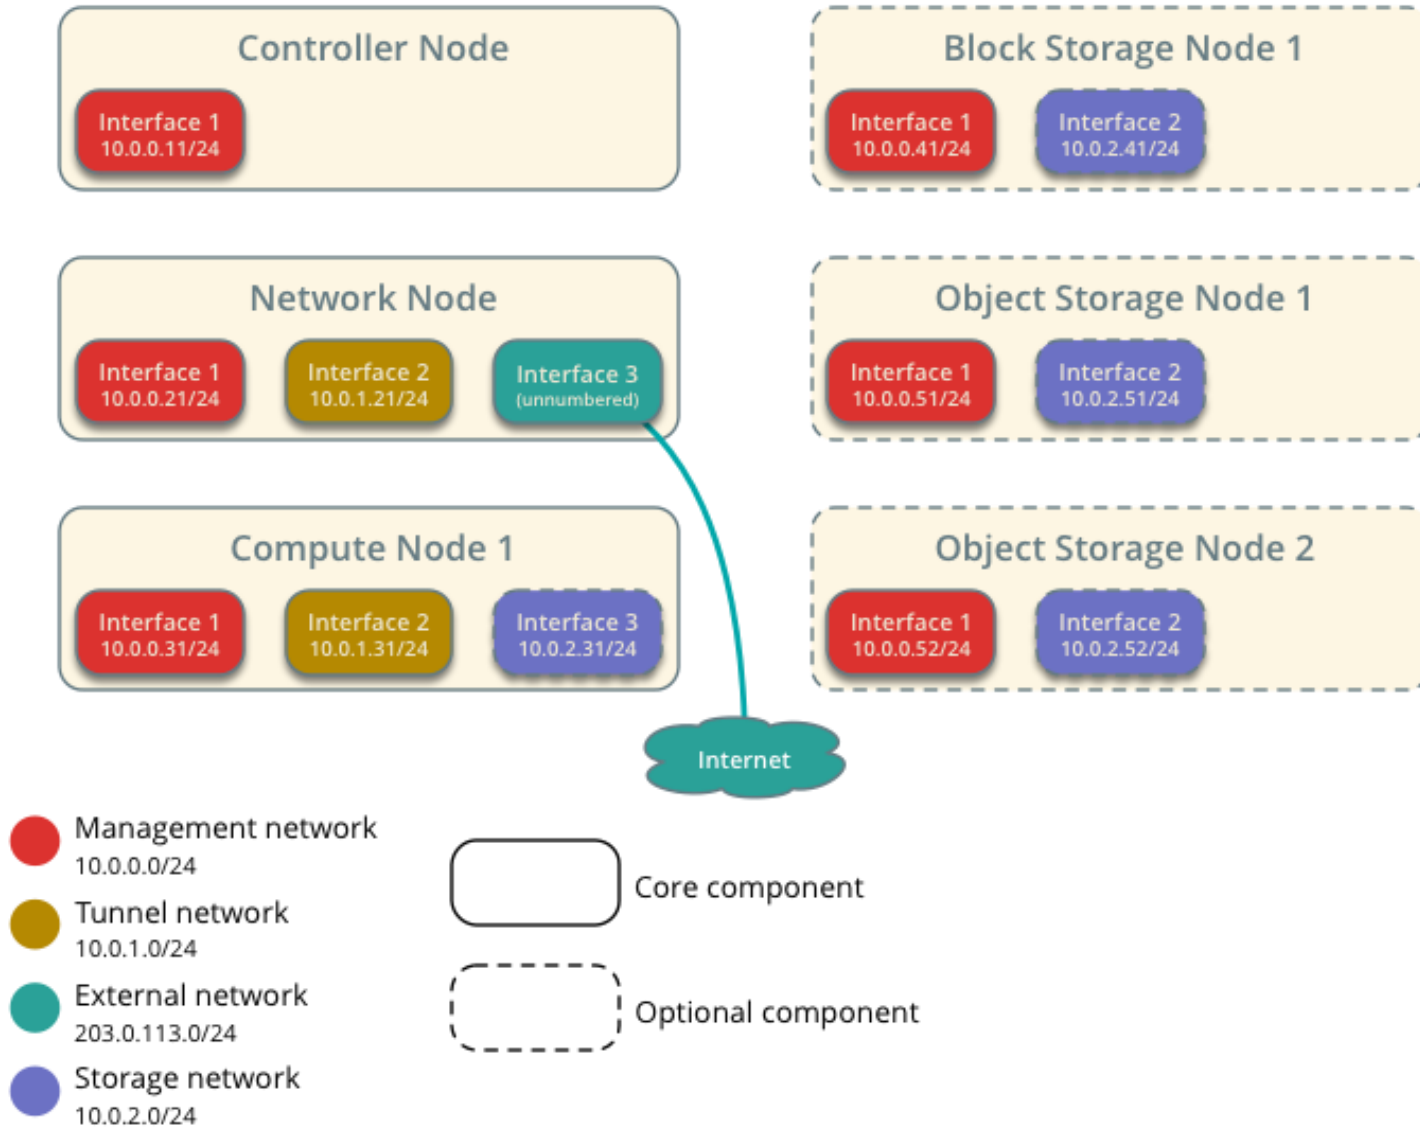 Controller Node
Interface 1
10.0.0.11/24
Block Storage Node 1
Interface 1
10.0.0.41/24
Interface 2
10.0.2.41/24
Network Node
Interface 1
10.0.0.21/24
Interface 2
10.0.1.21/24
Interface 3
(unnumbered)
Object Storage Node 1
Interface 1
10.0.0.51/24
Interface 2
10.0.2.51/24
Compute Node 1
Interface 1
10.0.0.31/24
Interface 2
10.0.1.31/24
Interface 3
10.0.2.31/24
Object Storage Node 2
Interface 1
10.0.0.52/24
Interface 2
10.0.2.52/24
Internet
Management network
10.0.0.0/24
Tunnel network
10.0.1.0/24
External network
203.0.113.0/24
Storage network
10.0.2.0/24
Core component
Optional component